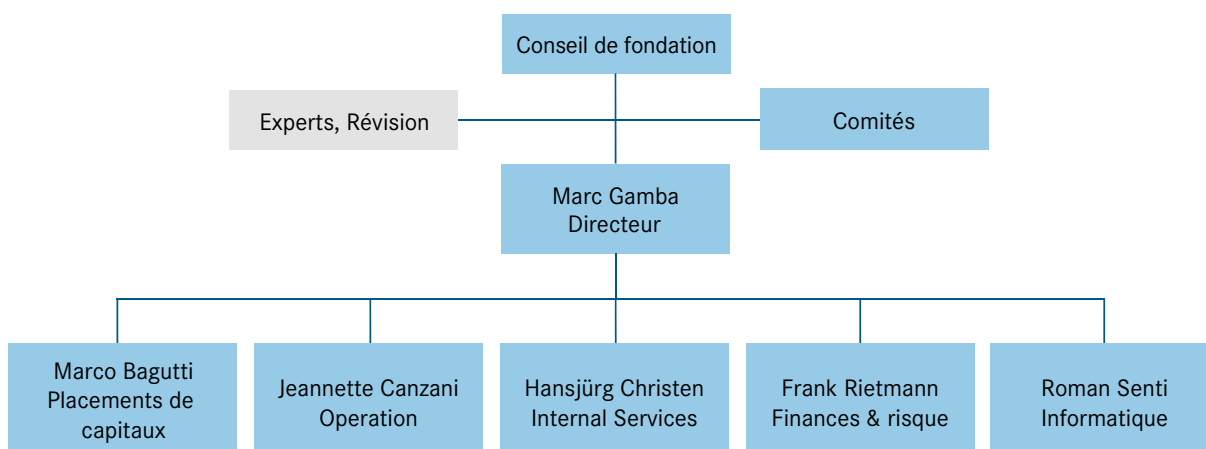 Conseil de fondation
Experts, Révision
Comités
Marc Gamba
Directeur
Marco Bagutti
Placements de
capitaux
Jeannette Canzani
Operation
Hansjürg Christen
Internal Services
Frank Rietmann
Finances & risque
Roman Senti
Informatique